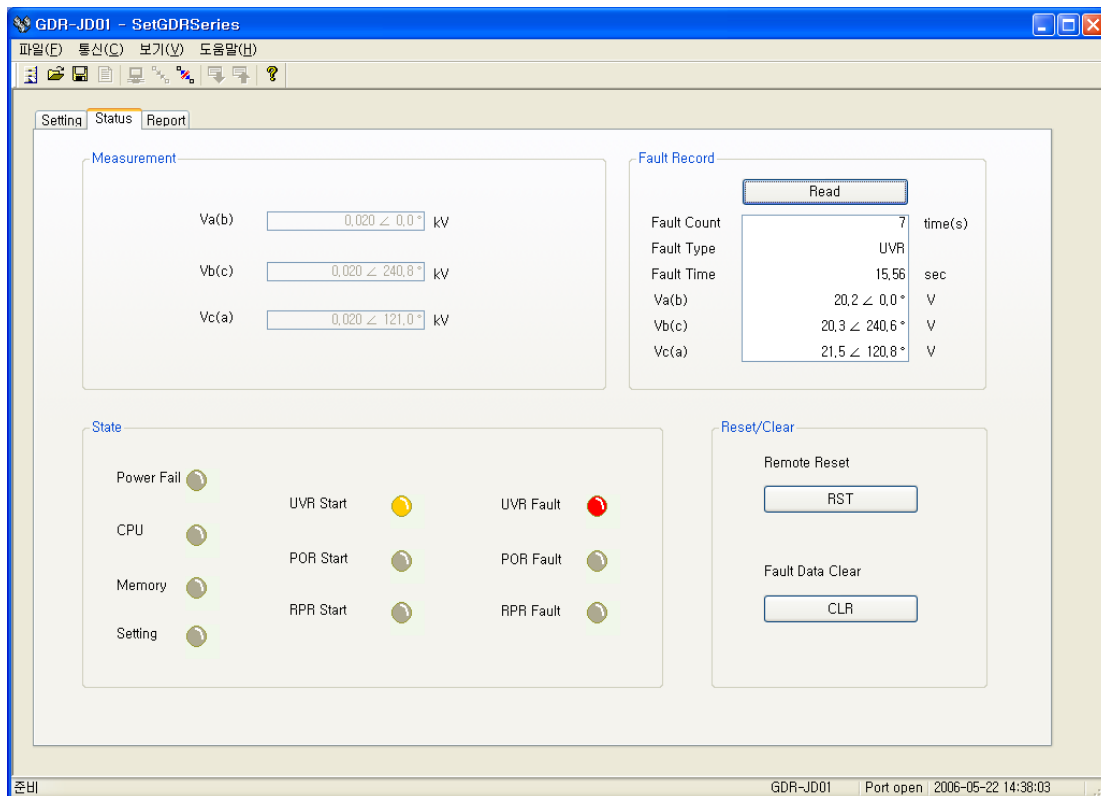 GDR-JD01 - SetGDRSeries
파일(F) 통신(C) 보기(V) 도움말(H)
Setting Status Report
Measurement
Va(b) 0,020 ∠ 0,0 ° kV
Vb(c) 0,020 ∠ 240,8 ° kV
Vc(a) 0,020 ∠ 121,0 ° kV
Fault Record
Read
Fault Count 7 time(s)
Fault Type UVR
Fault Time 15,56 sec
Va(b) 20,2 ∠ 0,0 ° V
Vb(c) 20,3 ∠ 240,6 ° V
Vc(a) 21,5 ∠ 120,8 ° V
State
Power Fail
CPU
Memory
Setting
UVR Start
POR Start
RPR Start
UVR Fault
POR Fault
RPR Fault
Reset/Clear
Remote Reset
RST
Fault Data Clear
CLR
준비 GDR-JD01 Port open 2006-05-22 14:38:03